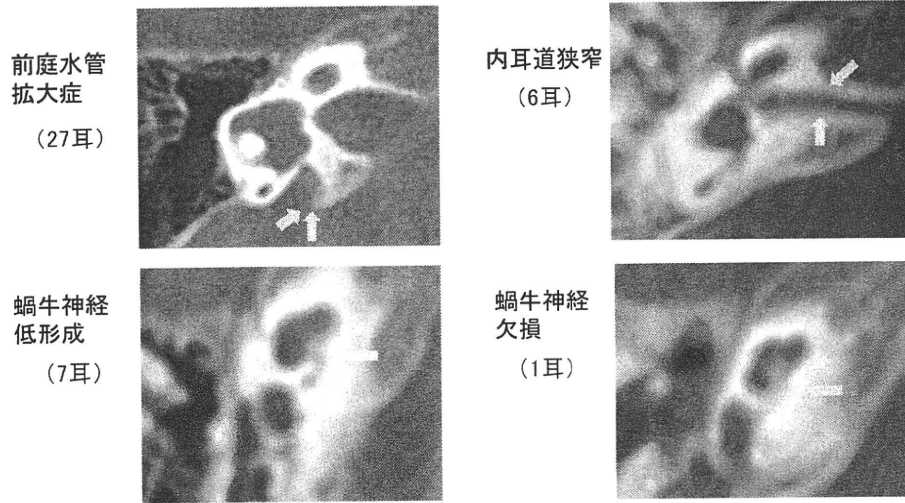 前庭水管
拡大症
(27耳)
内耳道狭窄
(6耳)
蝸牛神経
低形成
(7耳)
蝸牛神経
欠損
(1耳)